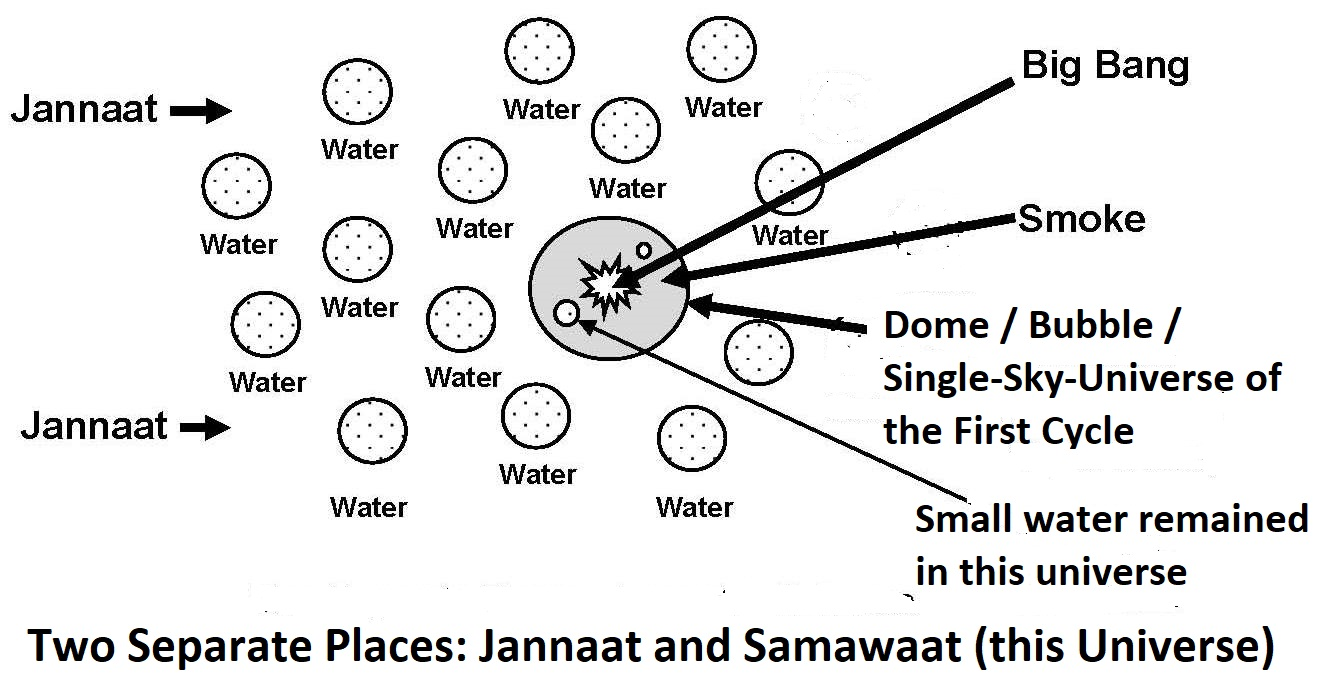 Big Bang
Jannaat
Water
Water
Water
Water
Water
Water
Smoke
Water
Water
Water
Dome / Bubble /
Single-Sky-Universe of
the First Cycle
Water
Water
Jannaat
Water
Water
Water
Small water remained
in this universe
Two Separate Places: Jannaat and Samawaat (this Universe)